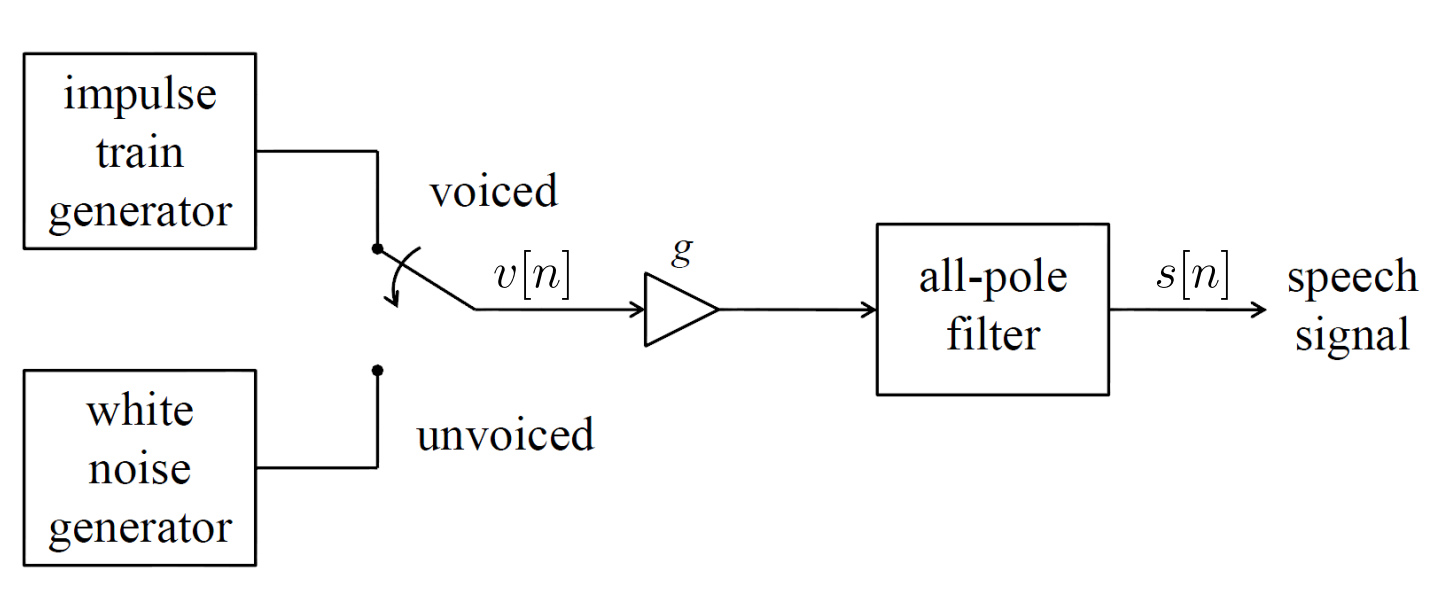 impulse
train
generator
voiced
v[n]
g
all-pole
filter
s[n]
speech
signal
white
noise
generator
unvoiced